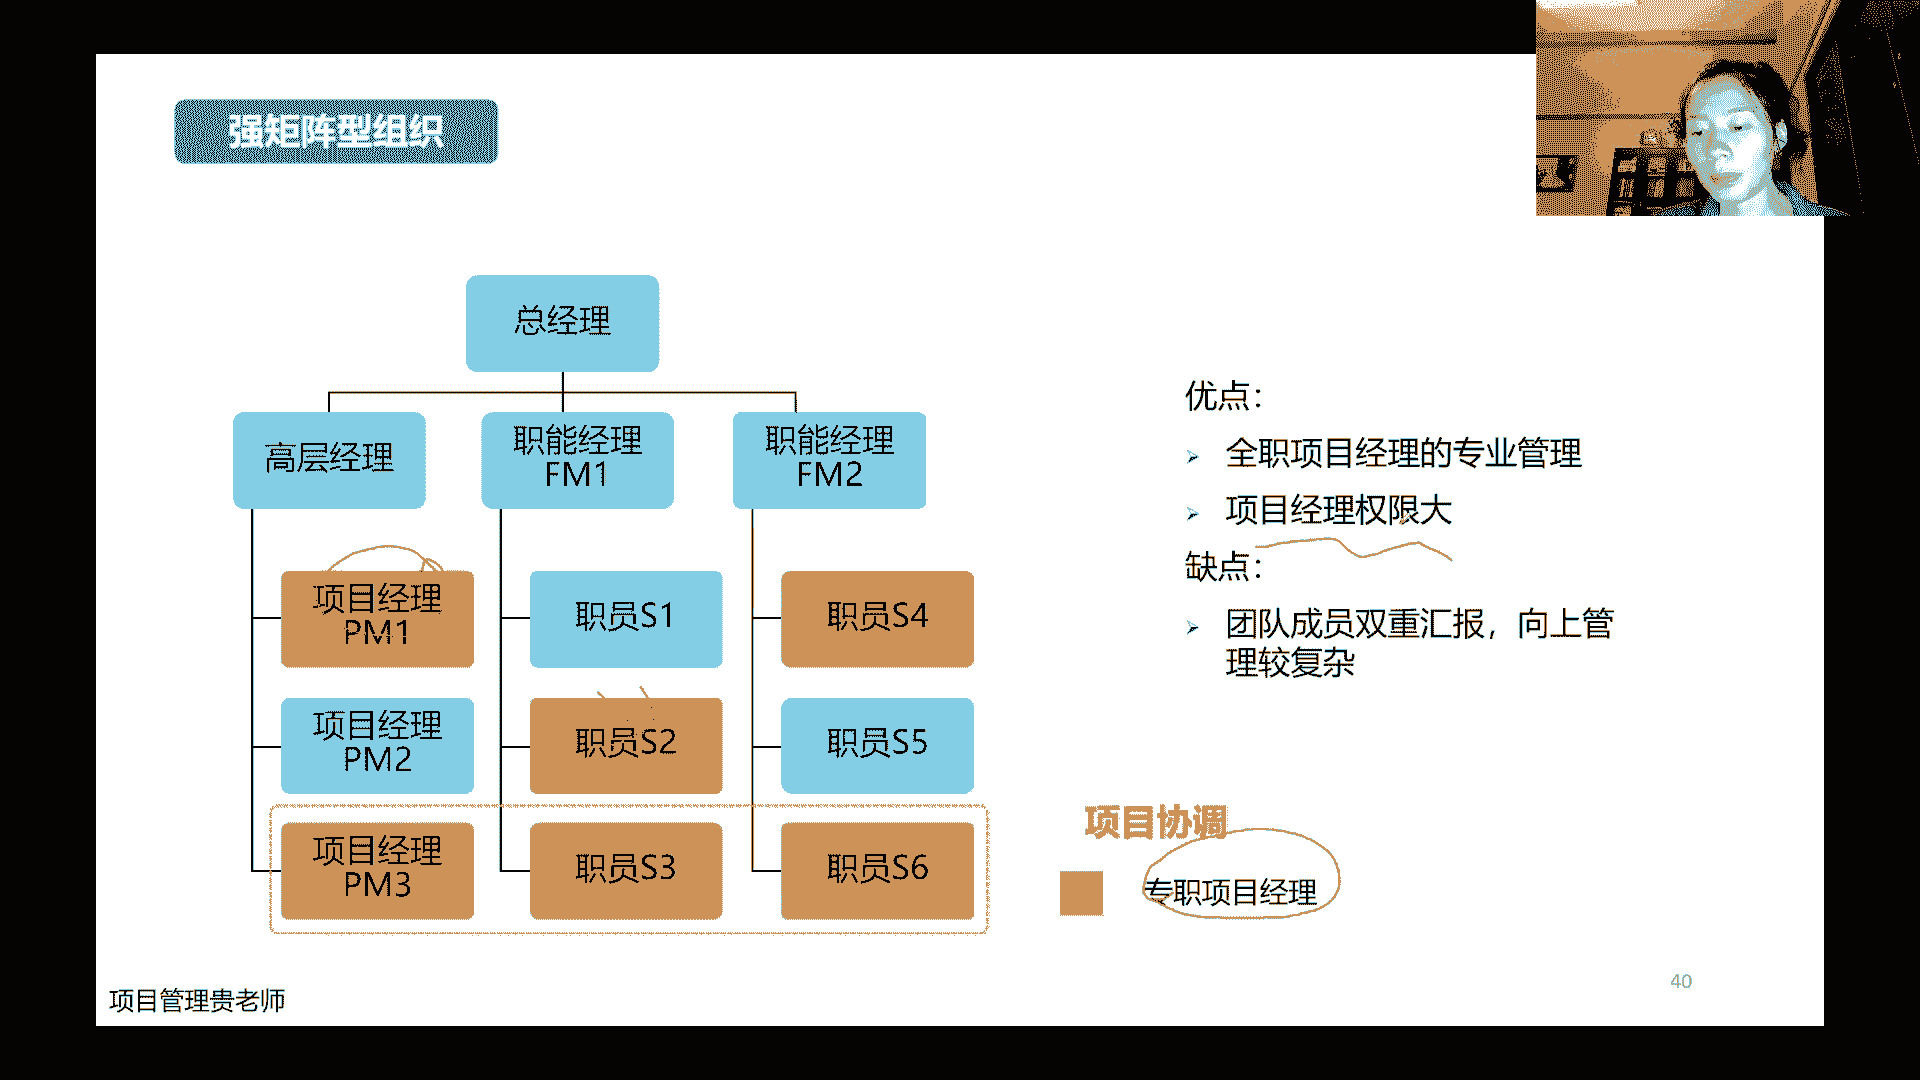 强矩阵型组织
总经理
高层经理
职能经理
FM1
职能经理
FM2
项目经理
PM1
职员S1
职员S4
项目经理
PM2
职员S2
职员S5
项目经理
PM3
职员S3
职员S6
优点：
全职项目经理的专业管理
项目经理权限大
缺点：
团队成员双重汇报，向上管
理较复杂
项目协调
专职项目经理
项目管理贵老师
40